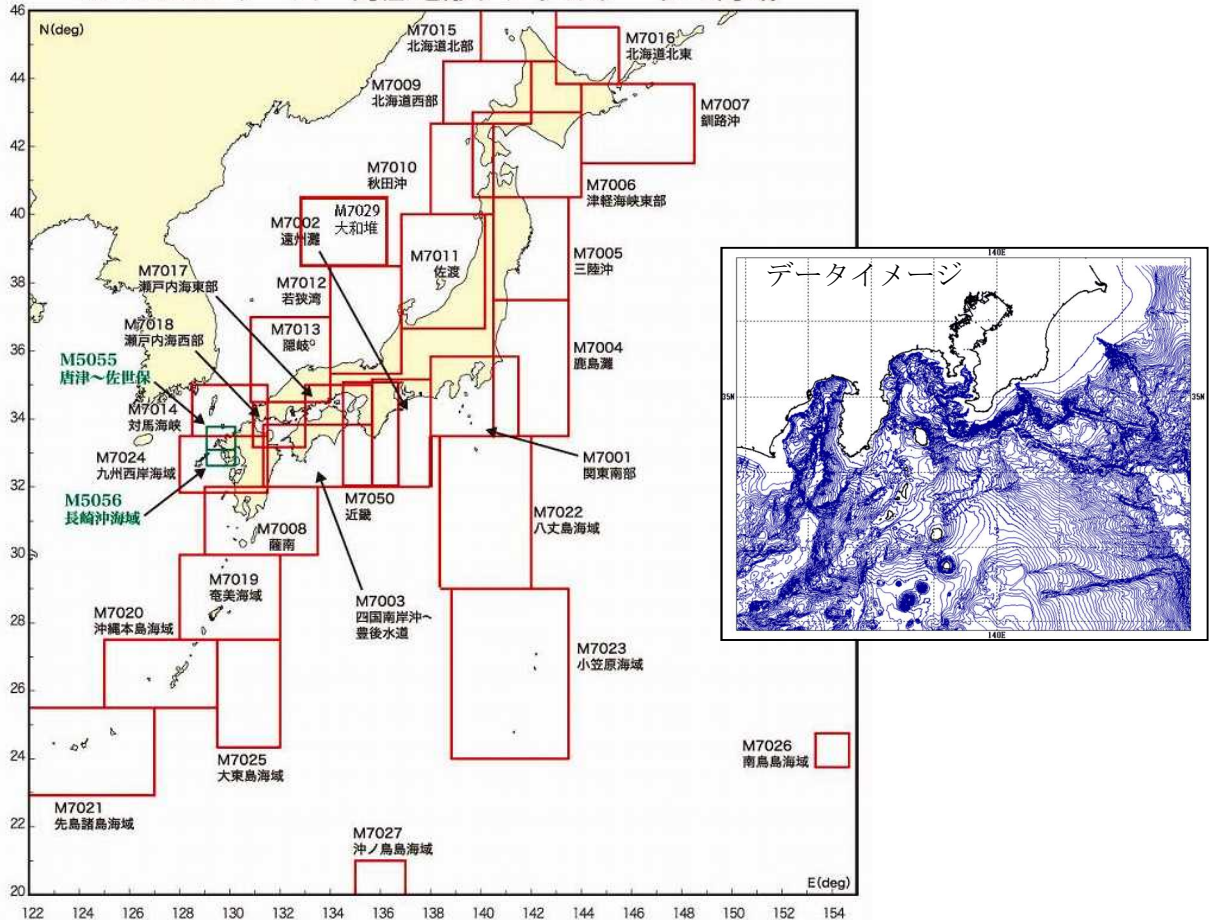 46
N(deg)
44
42
40
38
36
34
32
30
28
26
24
22
20
122
124
126
128
130
132
134
136
138
140
142
144
146
148
150
152
154
E(deg)
M7015
北海道北部
M7016
北海道北東
M7009
北海道西部
M7007
釧路沖
M7010
秋田沖
M7006
津軽海峡東部
M7029
大和堆
M7002
遠州灘
M7011
佐渡
M7005
三陸沖
M7017
瀬戸内海東部
M7012
若狭湾
M7018
瀬戸内海西部
M7013
隠岐
M7004
鹿島灘
M5055
唐津～佐世保
M7014
対馬海峡
M7024
九州西岸海域
M7001
関東南部
M5056
長崎沖海域
M7050
近畿
M7022
八丈島海域
M7008
薩南
M7019
奄美海域
M7003
四国南岸沖～
豊後水道
M7020
沖縄本島海域
M7023
小笠原海域
M7025
大東島海域
M7026
南鳥島海域
M7021
先島諸島海域
M7027
沖ノ鳥島海域
データイメージ
140E
35N
35N
140E